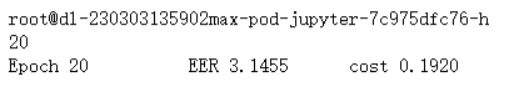 root@dl-230303135902max-pod-jupyter-7c975dfc76-h
20
Epoch 20 EER 3.1455 cost 0.1920